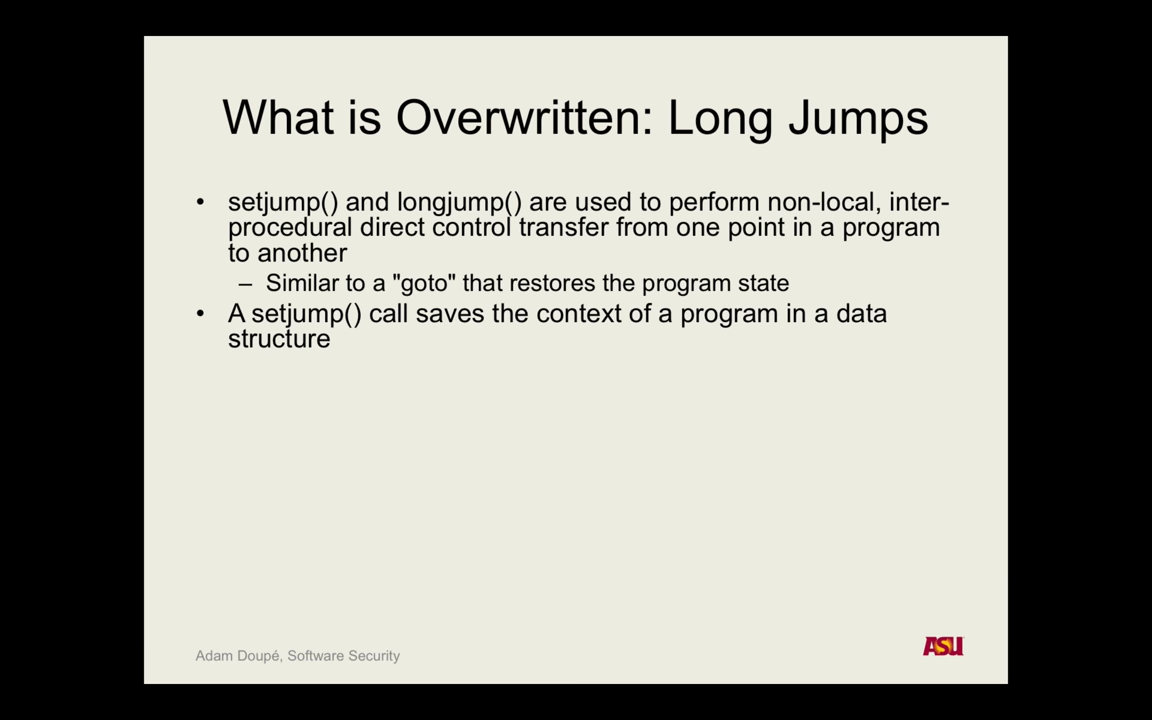 What is Overwritten: Long Jumps
• setjump() and longjump() are used to perform non-local, inter-
procedural direct control transfer from one point in a program
to another
– Similar to a "goto" that restores the program state
• A setjump() call saves the context of a program in a data
structure
Adam Doupé, Software Security
ASU